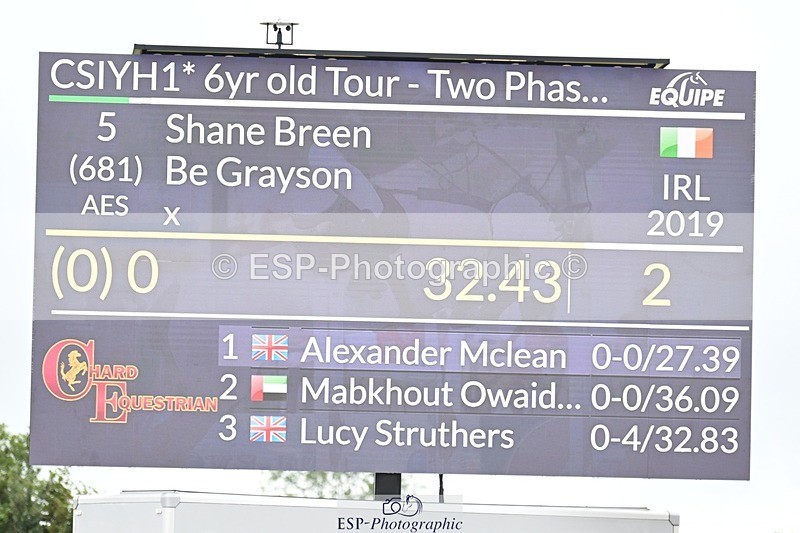 CSIYH1* 6yr old Tour - Two Phas...
EQUIPE
5 Shane Breen
(681) Be Grayson IRL
AES x 2019
(0) 0 32.43 2
© ESP-Photographic ©
CHARD EQUESTRIAN
1 Alexander Mclean 0-0/27.39
2 Mabkhout Owaid... 0-0/36.09
3 Lucy Struthers 0-4/32.83
ESP-Photographic